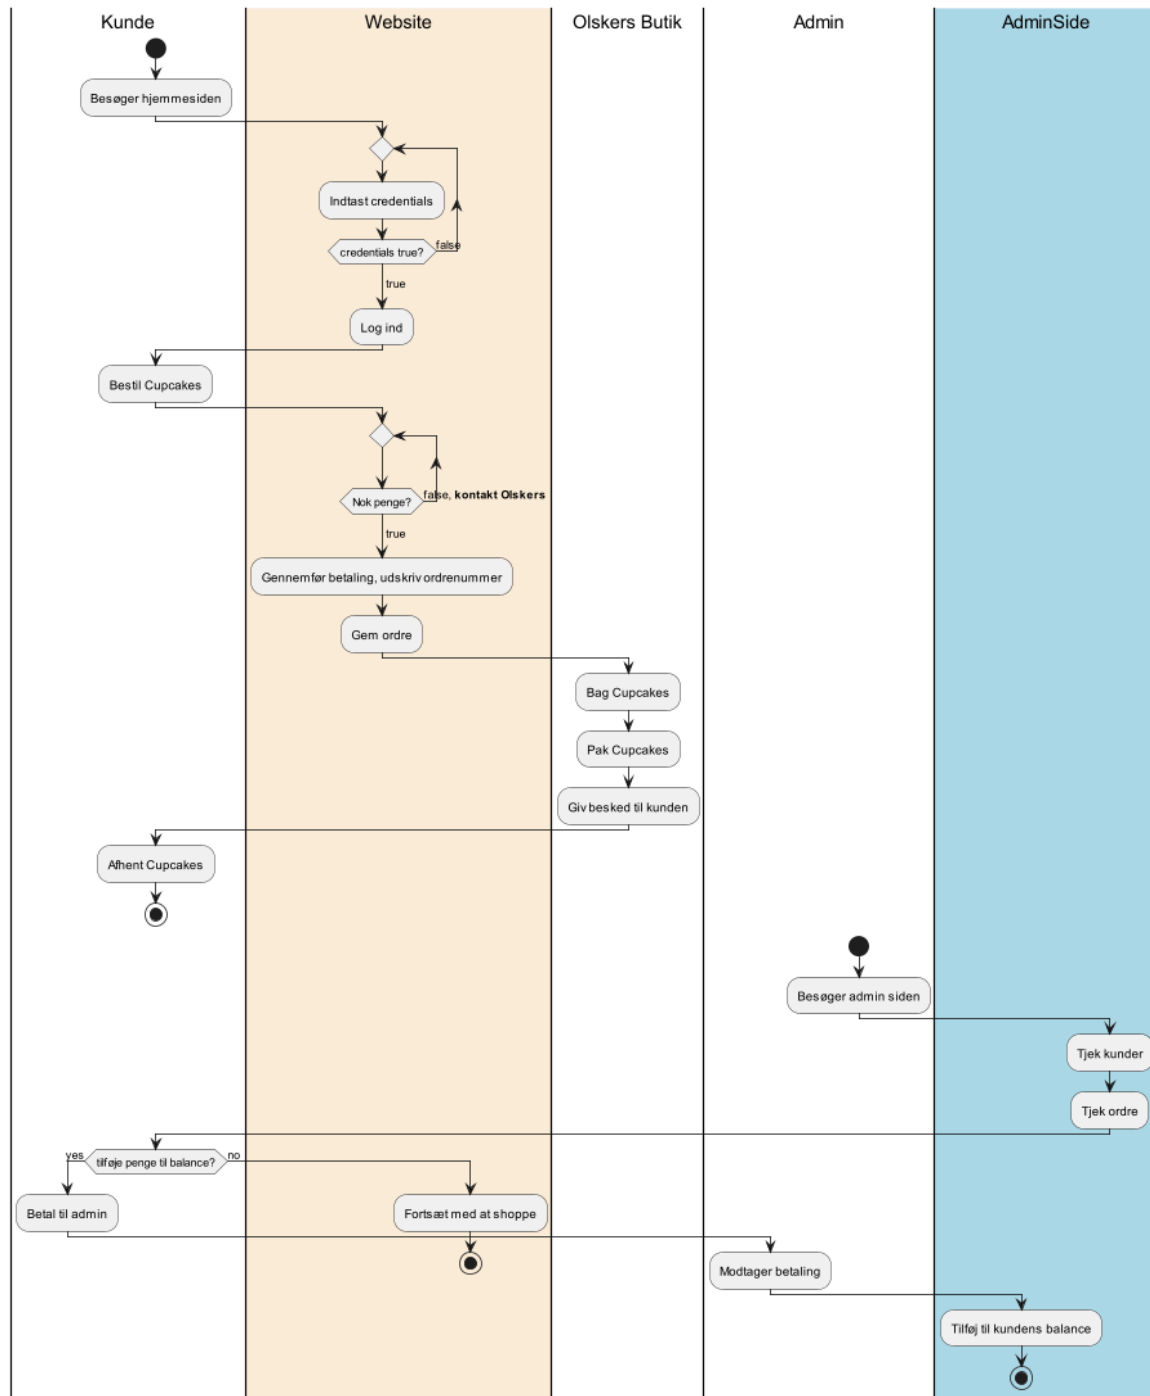 Kunde
Website
Olskers Butik
Admin
AdminSide
Besøger hjemmesiden
Indtast credentials
credentials true?
false
true
Log ind
Bestil Cupcakes
Nok penge?
false, kontakt Olskers
true
Gennemfør betaling, udskriv ordrenummer
Gem ordre
Bag Cupcakes
Pak Cupcakes
Giv besked til kunden
Afhent Cupcakes
Besøger admin siden
Tjek kunder
Tjek ordre
yes
tilføje penge til balance?
no
Betal til admin
Fortsæt med at shoppe
Modtager betaling
Tilføj til kundens balance